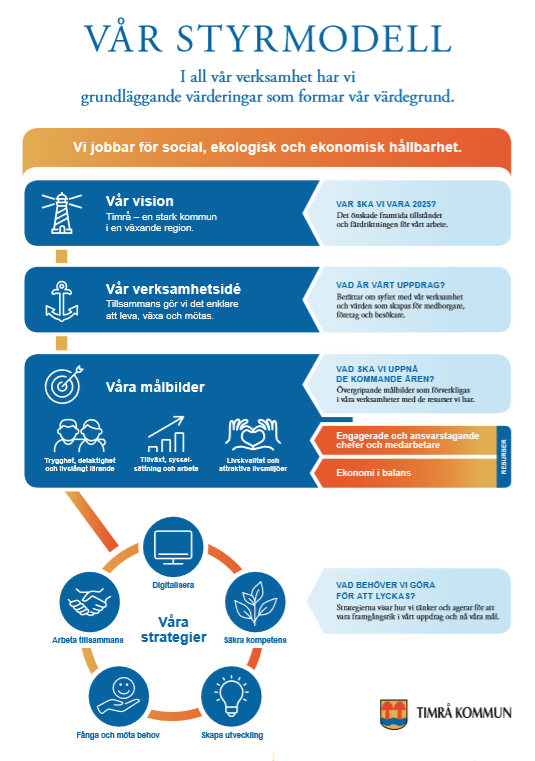 VÅR STYRMODELL
I all vår verksamhet har vi
grundläggande värderingar som formar vår värdegrund.
Vi jobbar för social, ekologisk och ekonomisk hållbarhet.
Vår vision
Timrå – en stark kommun
i en växande region.
VAR SKA VI VARA 2025?
Det önskade framtida tillståndet
och färdriktningen för vårt arbete.
Vår verksamhetsidé
Tillsammans gör vi det enklare
att leva, växa och mötas.
VAD ÄR VÅRT UPPDRAG?
Berättar om syftet med vår verksamhet
och värden som skapas för medborgare,
företag och besökare.
Våra målbilder
VAD SKA VI UPPNÅ
DE KOMMANDE ÅREN?
Övergripande målbilder som förverkligas
i våra verksamheter med de resurser vi har.
Trygghet, delaktighet
och livslångt lärande
Tillväxt, syssel-
sättning och arbete
Livskvalitet och
attraktiva livsmiljöer
Engagerade och ansvarstagande
chefer och medarbetare
Ekonomi i balans
RESURSER
Digitalisera
Arbeta tillsammans
Våra
strategier
Säkra kompetens
Fånga och möta behov
Skapa utveckling
VAD BEHÖVER VI GÖRA
FÖR ATT LYCKAS?
Strategierna visar hur vi tänker och agerar för att
vara framgångsrik i vårt uppdrag och nå våra mål.
TIMRÅ KOMMUN